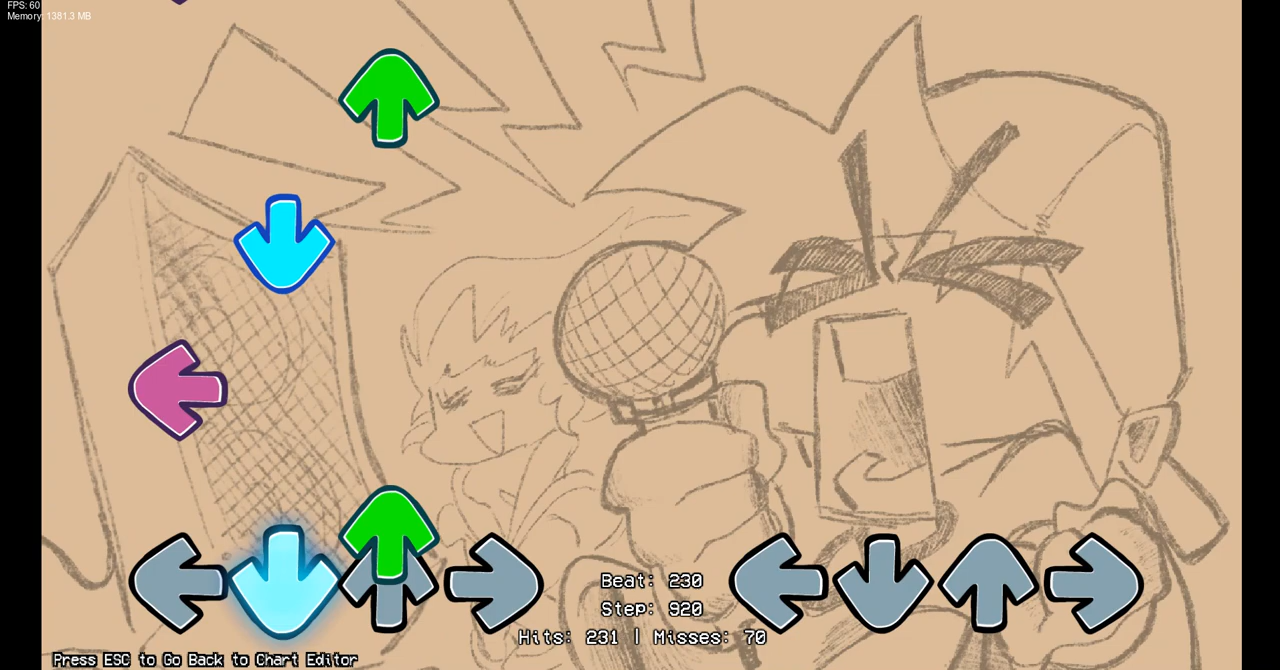 FPS: 60
Memory: 1381.3 MB
Beat: 230
Step: 920
Hits: 231 | Misses: 70
Press ESC to Go Back to Chart Editor